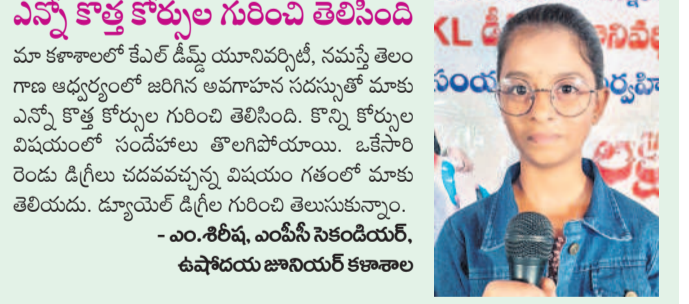 ఎన్నో కొత్త కోర్సుల గురించి తెలిసింది
మా కళాశాలలో కేఎల్ డీమ్డ్ యూనివర్సిటీ, నమస్తే తెలం
గాణ ఆధ్వర్యంలో జరిగిన అవగాహన సదస్సుతో మాకు
ఎన్నో కొత్త కోర్సుల గురించి తెలిసింది. కొన్ని కోర్సుల
విషయంలో సందేహాలు తొలగిపోయాయి. ఒకేసారి
రెండు డిగ్రీలు చదవవచ్చన్న విషయం గతంలో మాకు
తెలియదు. డ్యూయెల్ డిగ్రీల గురించి తెలుసుకున్నాం.
- ఎం.శిరీష, ఎంపీసీ సెకండియర్,
ఉషోదయ జూనియర్ కళాశాల
KL